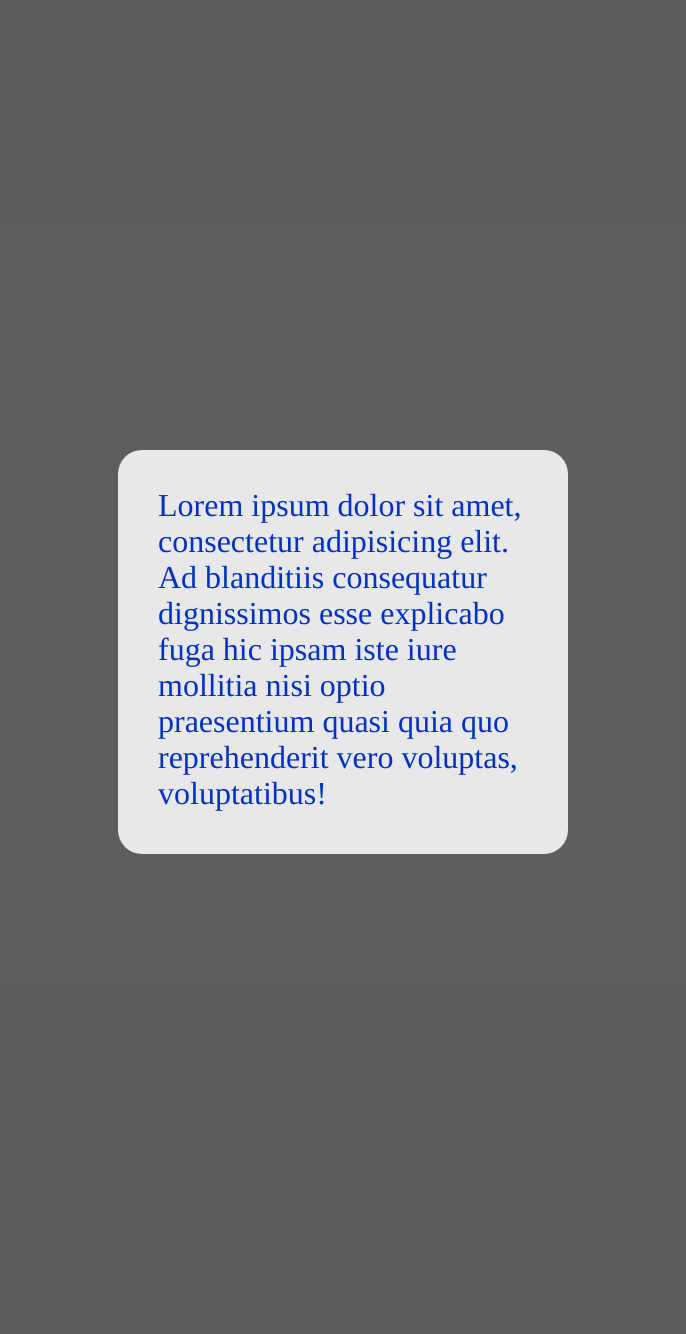 Lorem ipsum dolor sit amet,
consectetur adipisicing elit.
Ad blanditiis consequatur
dignissimos esse explicabo
fuga hic ipsam iste iure
mollitia nisi optio
praesentium quasi quia quo
reprehenderit vero voluptas,
voluptatibus!